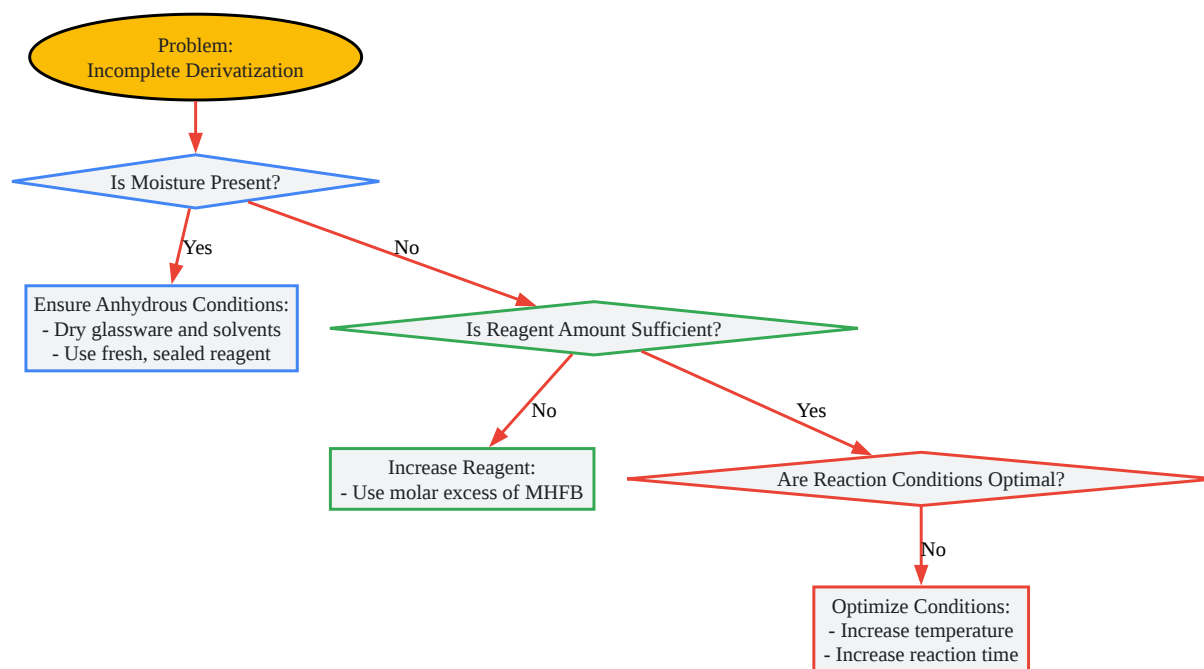 Problem:
Incomplete Derivatization
Is Moisture Present?
Yes
No
Ensure Anhydrous Conditions:
- Dry glassware and solvents
- Use fresh, sealed reagent
Is Reagent Amount Sufficient?
No
Yes
Increase Reagent:
- Use molar excess of MHFB
Are Reaction Conditions Optimal?
No
Optimize Conditions:
- Increase temperature
- Increase reaction time